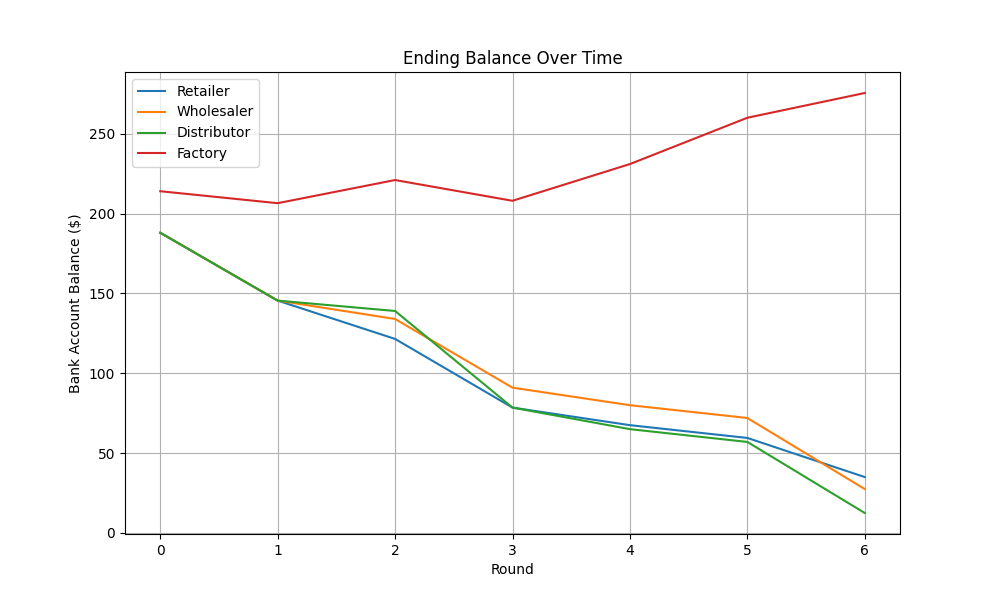 Ending Balance Over Time
Retailer
Wholesaler
Distributor
Factory
Bank Account Balance ($)
250
200
150
100
50
0
0 1 2 3 4 5 6
Round